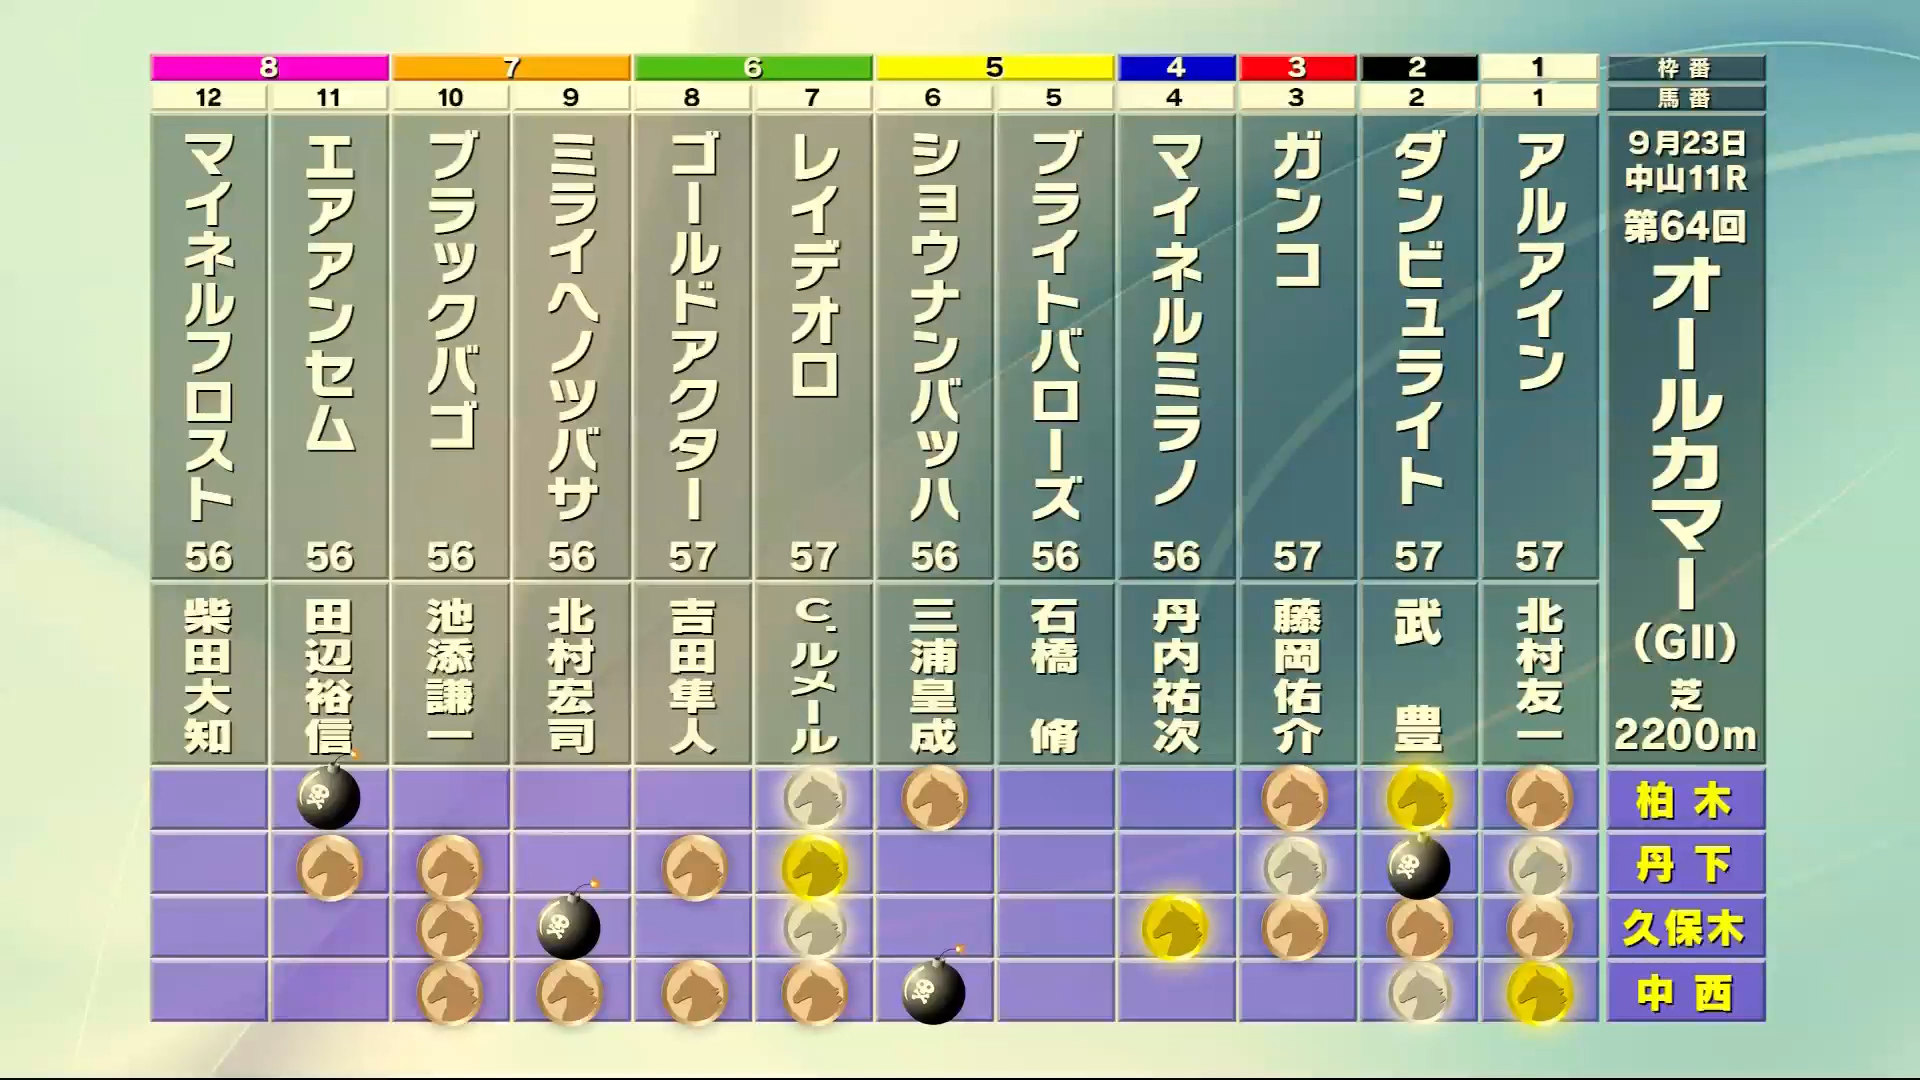 8 7 6 5 4 3 2 1 枠番
12 11 10 9 8 7 6 5 4 3 2 1 馬番
9月23日
中山11R
第64回
オールカマー
(GII)
芝
2200m
アルアイン
57
北村友一
ダンビュライト
57
武 豊
ガンコ
57
藤岡佑介
マイネルミラノ
56
丹内祐次
ブライトバローズ
56
石橋 脩
ショウナンバッハ
56
三浦皇成
レイデオロ
57
C.ルメール
ゴールドアクター
57
吉田隼人
ミライヘノツバサ
56
北村宏司
ブラックバゴ
56
池添謙一
エアアンセム
56
田辺裕信
マイネルフロスト
56
柴田大知
柏木
丹下
久保木
中西